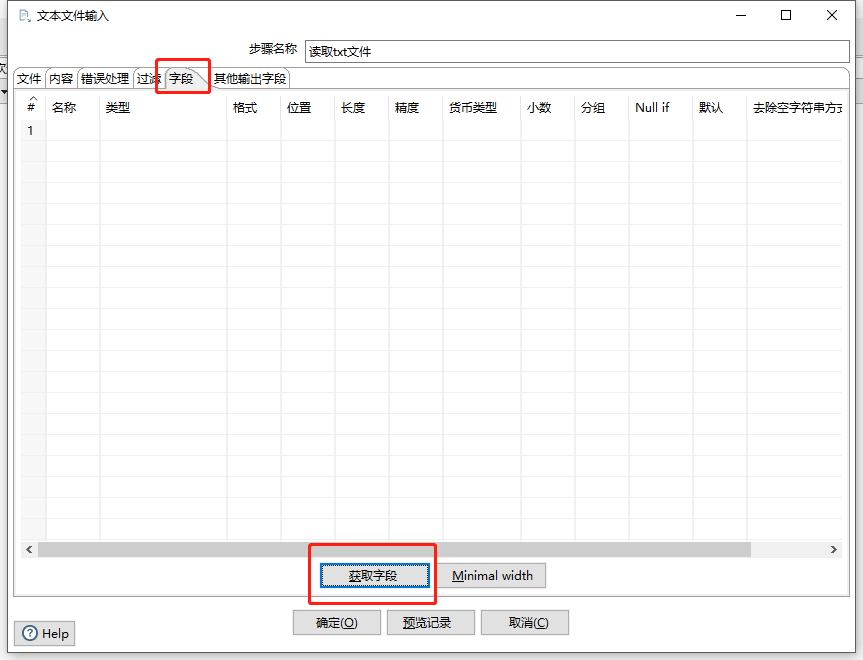 文本文件输入
步骤名称 读取txt文件
文件 内容 错误处理 过滤 字段 其他输出字段
# 名称 类型 格式 位置 长度 精度 货币类型 小数 分组 Null if 默认 去除空字符串方式
1
获取字段 Minimal width
确定(O) 预览记录 取消(C)
Help